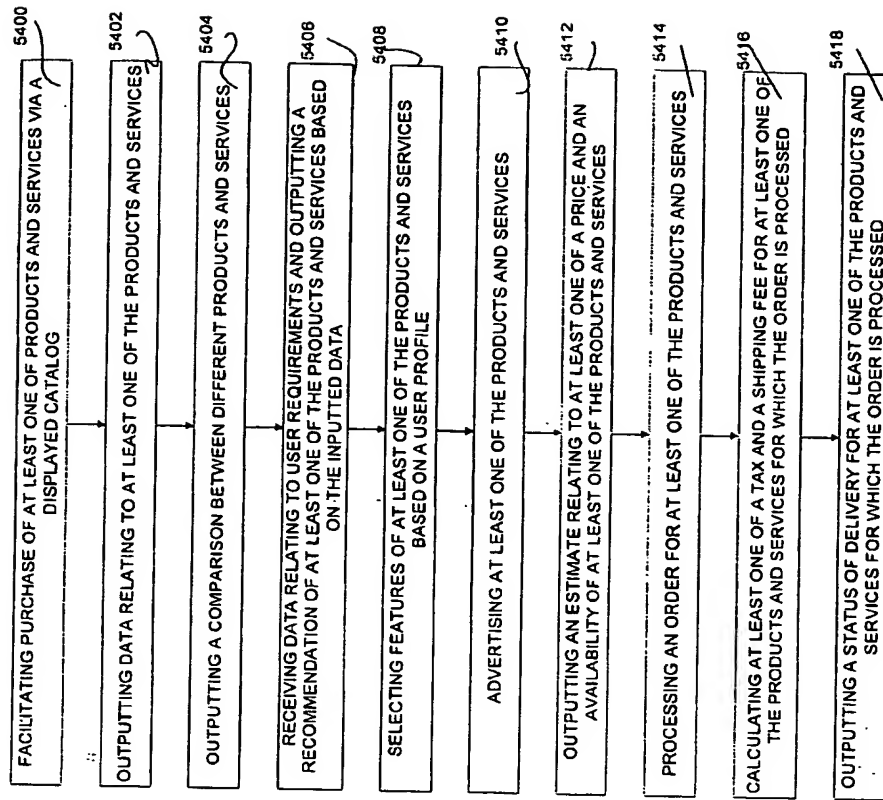 5400
FACILITATING PURCHASE OF AT LEAST ONE OF PRODUCTS AND SERVICES VIA A
DISPLAYED CATALOG
5402
OUTPUTTING DATA RELATING TO AT LEAST ONE OF THE PRODUCTS AND SERVICES
5404
OUTPUTTING A COMPARISON BETWEEN DIFFERENT PRODUCTS AND SERVICES
5406
RECEIVING DATA RELATING TO USER REQUIREMENTS AND OUTPUTTING A
RECOMMENDATION OF AT LEAST ONE OF THE PRODUCTS AND SERVICES BASED
ON THE INPUTTED DATA
5408
SELECTING FEATURES OF AT LEAST ONE OF THE PRODUCTS AND SERVICES
BASED ON A USER PROFILE
5410
ADVERTISING AT LEAST ONE OF THE PRODUCTS AND SERVICES
5412
OUTPUTTING AN ESTIMATE RELATING TO AT LEAST ONE OF A PRICE AND AN
AVAILABILITY OF AT LEAST ONE OF THE PRODUCTS AND SERVICES
5414
PROCESSING AN ORDER FOR AT LEAST ONE OF THE PRODUCTS AND SERVICES
5416
CALCULATING AT LEAST ONE OF A TAX AND A SHIPPING FEE FOR AT LEAST ONE OF
THE PRODUCTS AND SERVICES FOR WHICH THE ORDER IS PROCESSED
5418
OUTPUTTING A STATUS OF DELIVERY FOR AT LEAST ONE OF THE PRODUCTS AND
SERVICES FOR WHICH THE ORDER IS PROCESSED